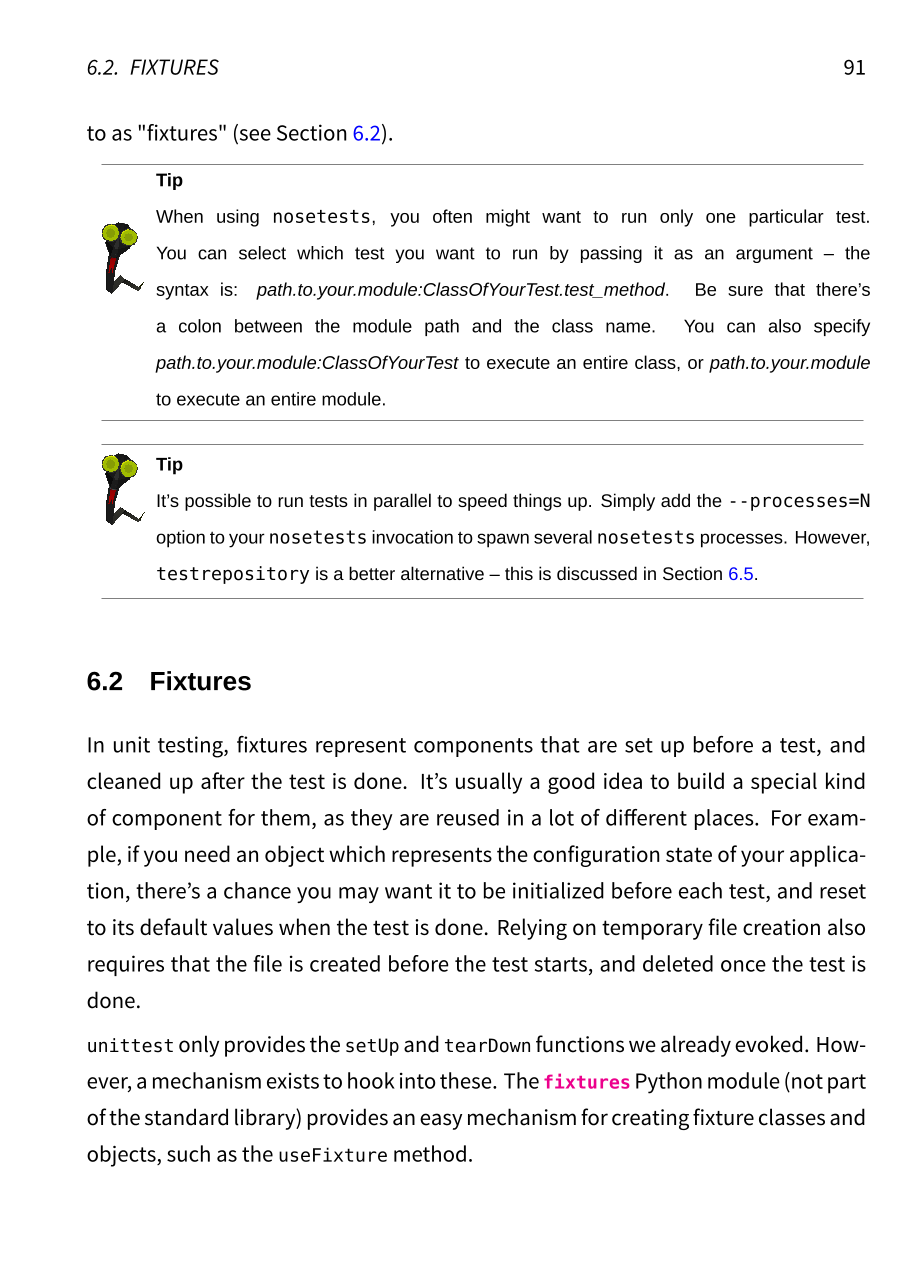 6.2. FIXTURES 91
to as "fixtures" (see Section 6.2).
Tip
When using nosetests, you often might want to run only one particular test.
You can select which test you want to run by passing it as an argument – the
syntax is: path.to.your.module:ClassOfYourTest.test_method. Be sure that there’s
a colon between the module path and the class name. You can also specify
path.to.your.module:ClassOfYourTest to execute an entire class, or path.to.your.module
to execute an entire module.
Tip
It’s possible to run tests in parallel to speed things up. Simply add the --processes=N
option to your nosetests invocation to spawn several nosetests processes. However,
testrepository is a better alternative – this is discussed in Section 6.5.
6.2 Fixtures
In unit testing, fixtures represent components that are set up before a test, and
cleaned up after the test is done. It’s usually a good idea to build a special kind
of component for them, as they are reused in a lot of different places. For exam-
ple, if you need an object which represents the configuration state of your applica-
tion, there’s a chance you may want it to be initialized before each test, and reset
to its default values when the test is done. Relying on temporary file creation also
requires that the file is created before the test starts, and deleted once the test is
done.
unittest only provides the setUp and tearDown functions we already evoked. How-
ever, a mechanism exists to hook into these. The fixtures Python module (not part
of the standard library) provides an easy mechanism for creating fixture classes and
objects, such as the useFixture method.